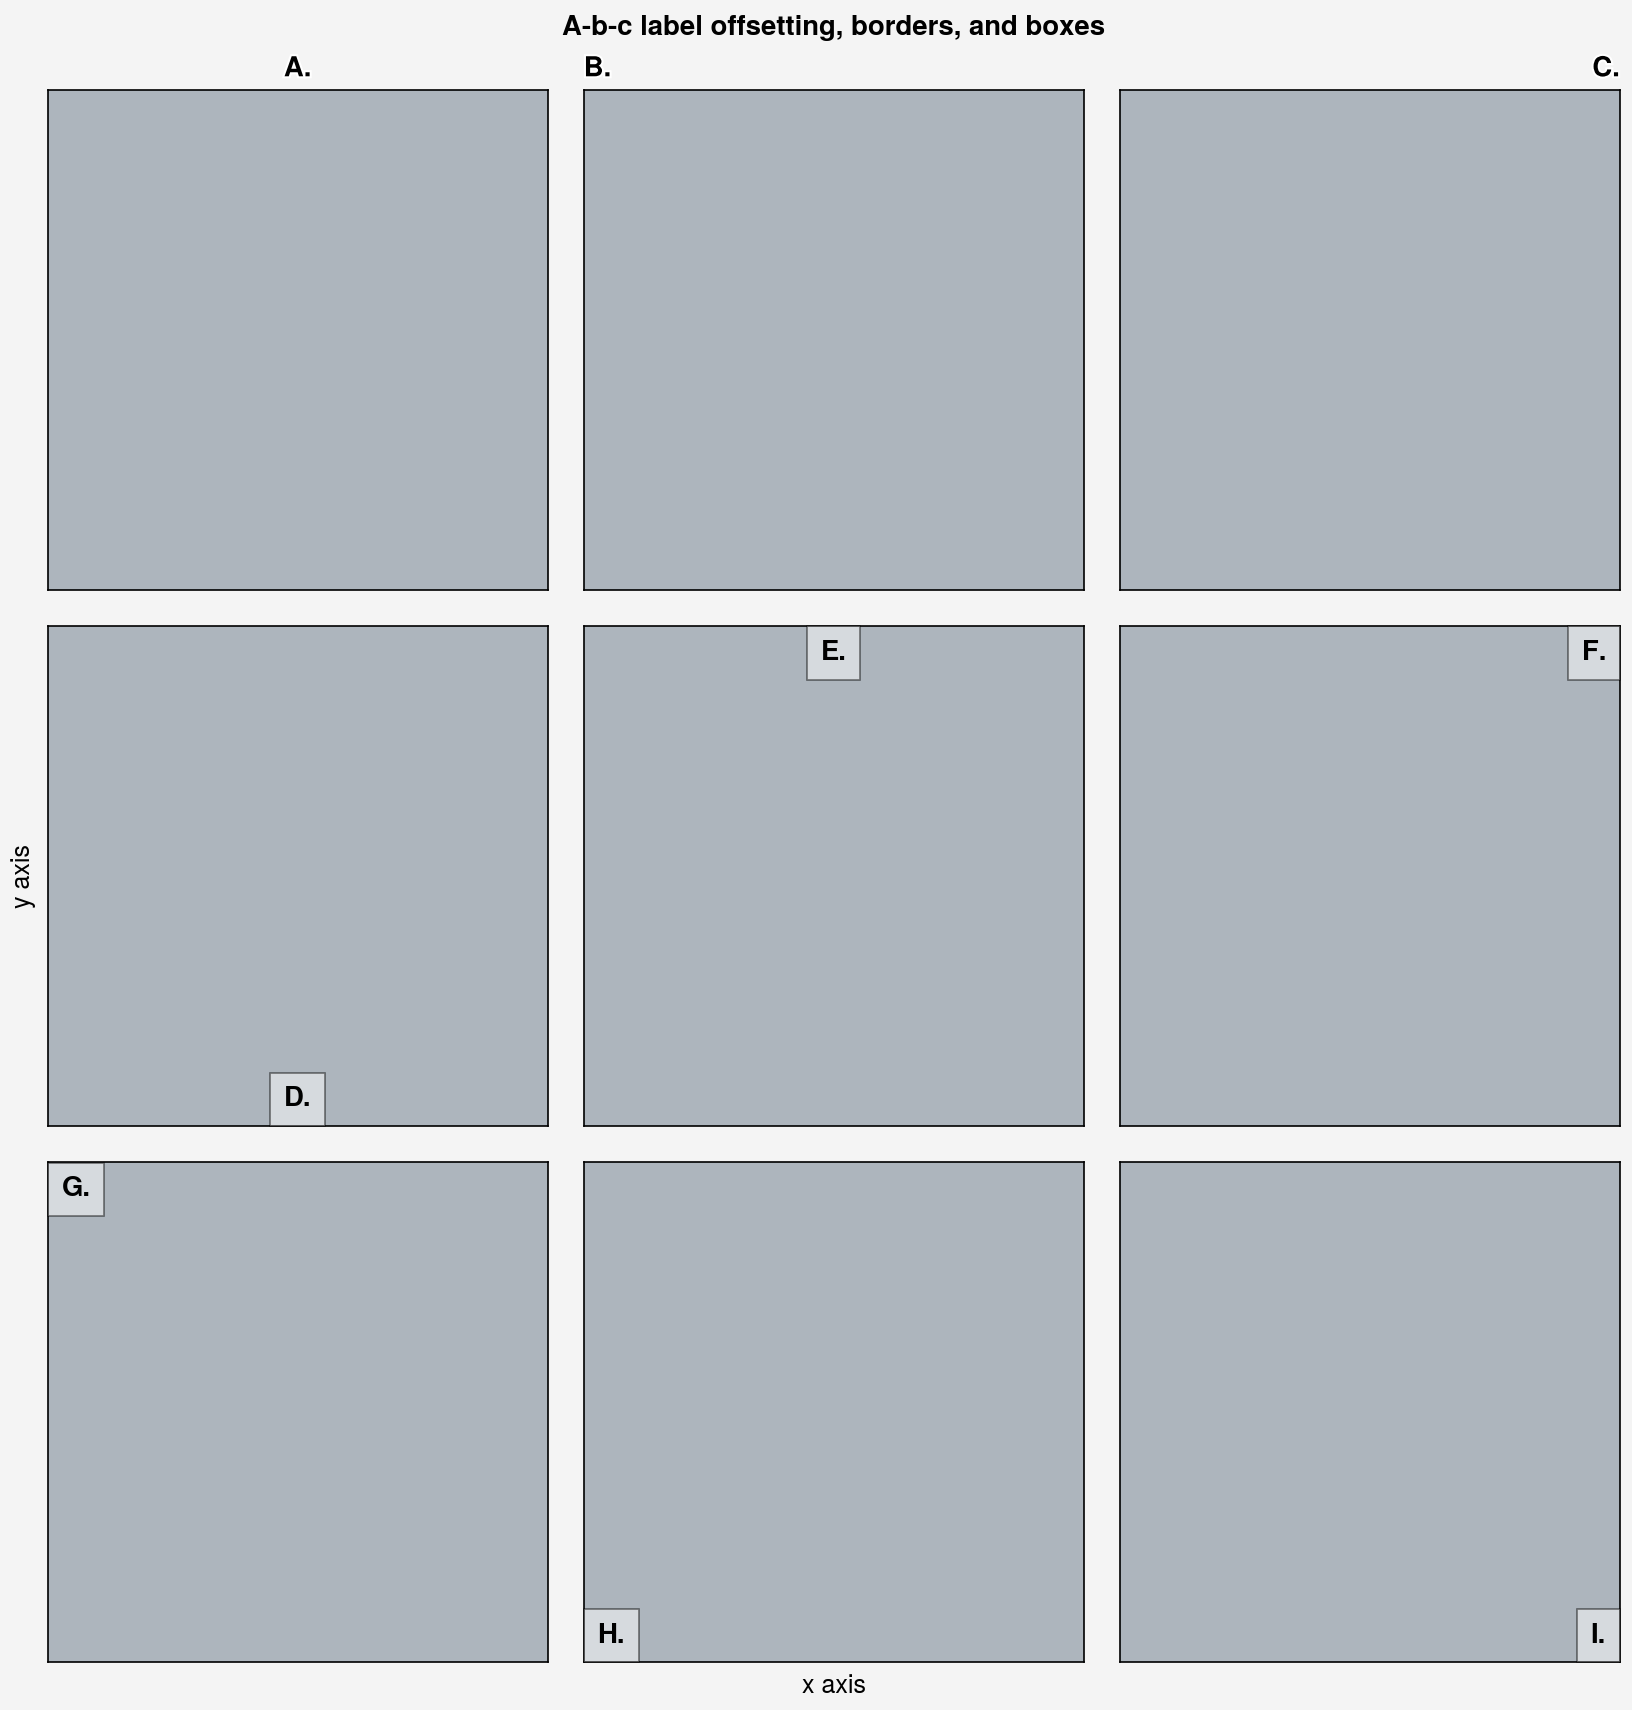 A-b-c label offsetting, borders, and boxes
A.
B.
C.
E.
F.
y axis
D.
G.
H.
I.
x axis